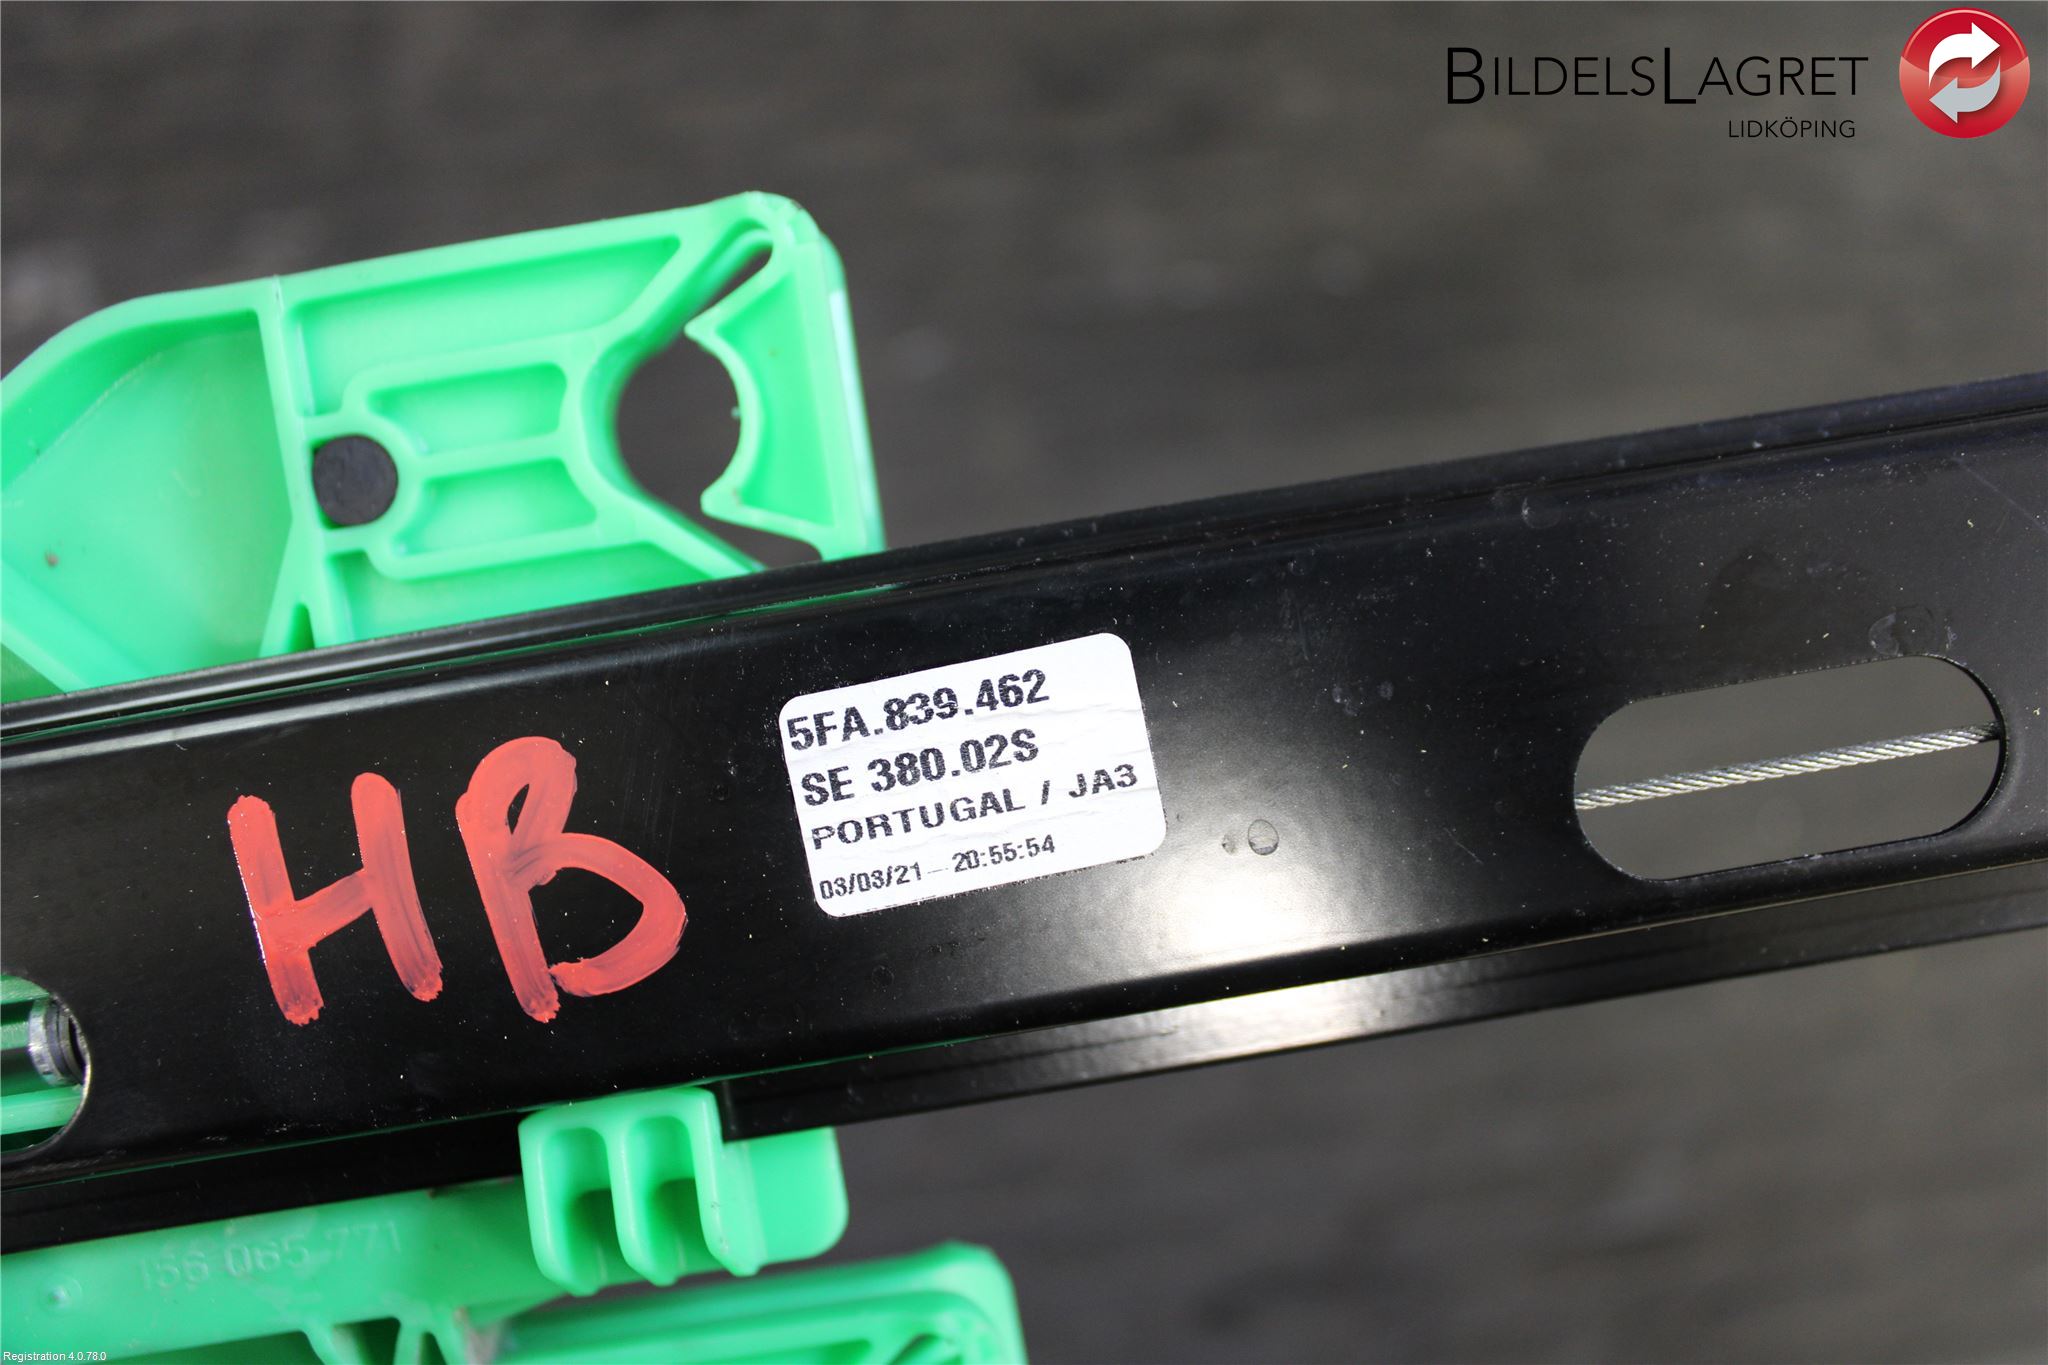 BILDELSLAGRET
LIDKÖPING
5FA.839.462
SE 380.02S
PORTUGAL / JA3
03/03/21 - 20:55:54
HB
156 065 771
Registration 4.0.78.0